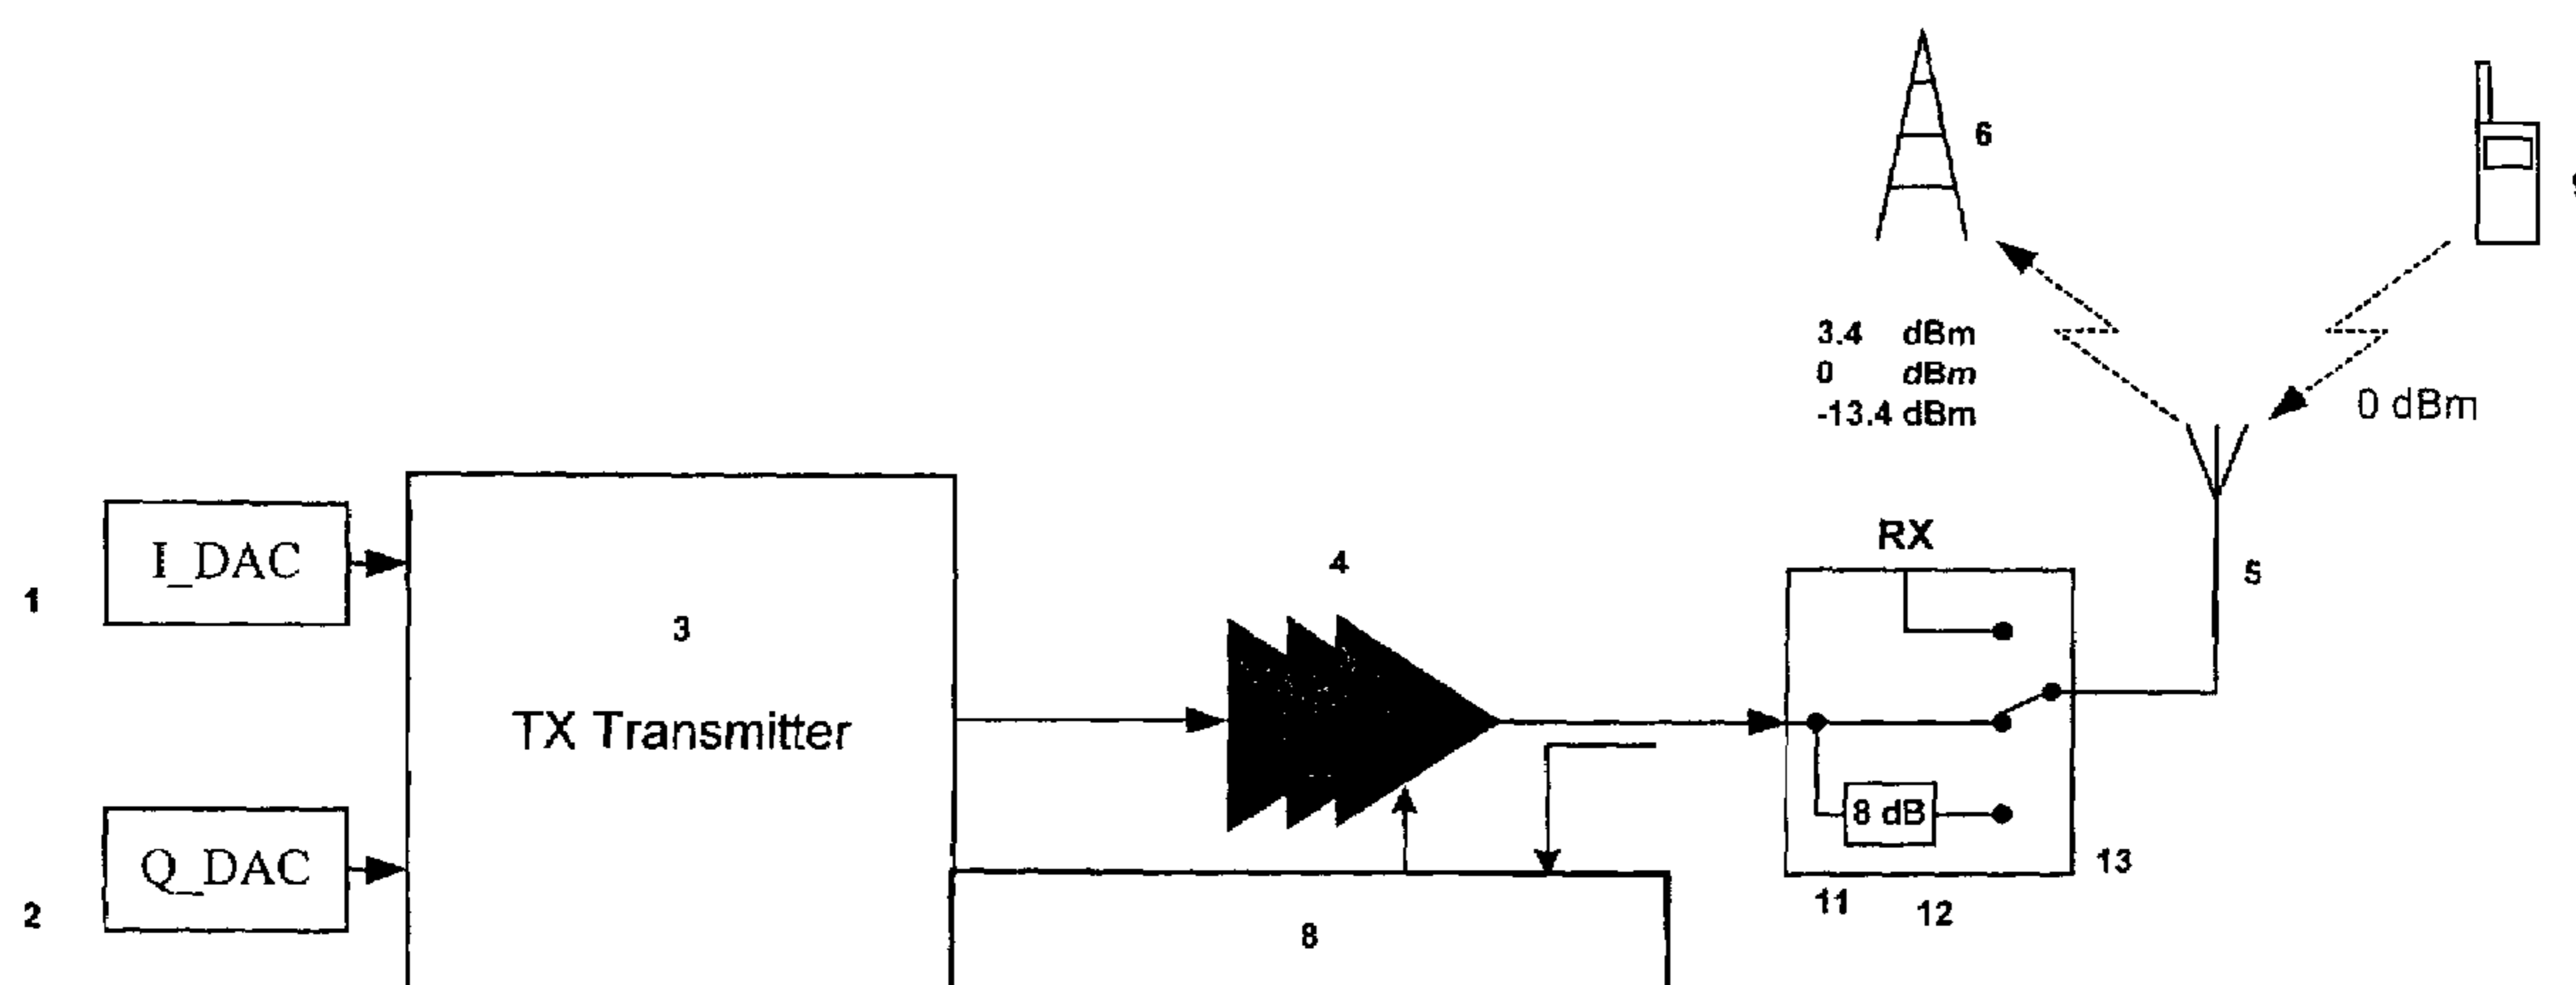 6
3.4 dBm
0 dBm
-13.4 dBm
0 dBm
RX
5
I_DAC
1
4
3
TX Transmitter
8 dB
Q_DAC
13
11
12
2
8